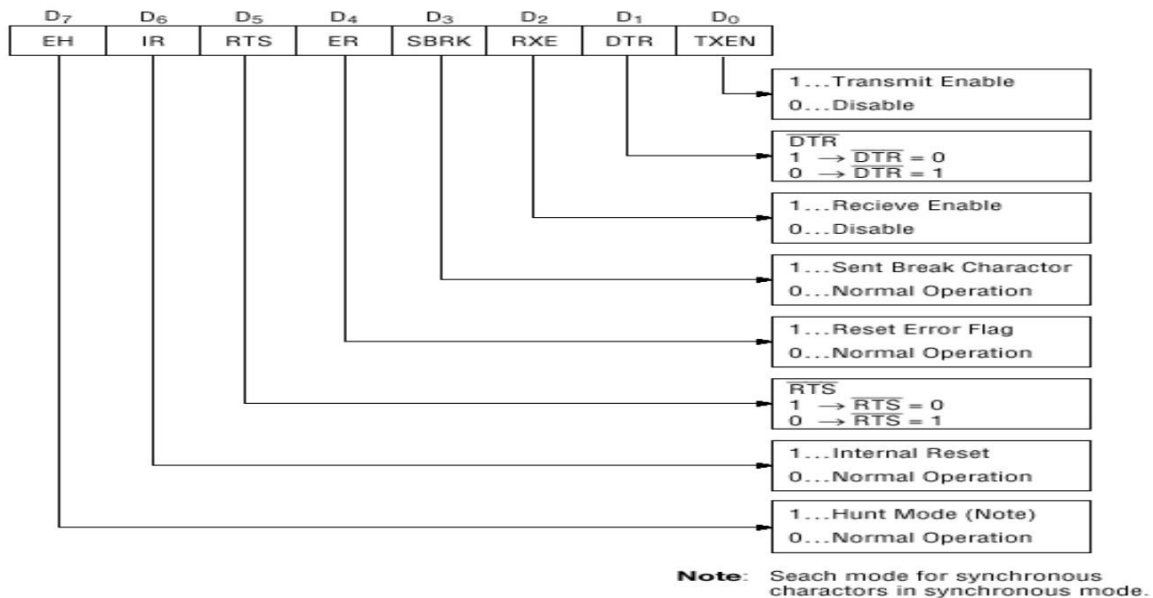 D7 D6 D5 D4 D3 D2 D1 D0
EH IR RTS ER SBRK RXE DTR TXEN
1...Transmit Enable
0...Disable
DTR
1 → DTR = 0
0 → DTR = 1
1...Recieve Enable
0...Disable
1...Sent Break Charactor
0...Normal Operation
1...Reset Error Flag
0...Normal Operation
RTS
1 → RTS = 0
0 → RTS = 1
1...Internal Reset
0...Normal Operation
1...Hunt Mode (Note)
0...Normal Operation
Note: Seach mode for synchronous
charactors in synchronous mode.